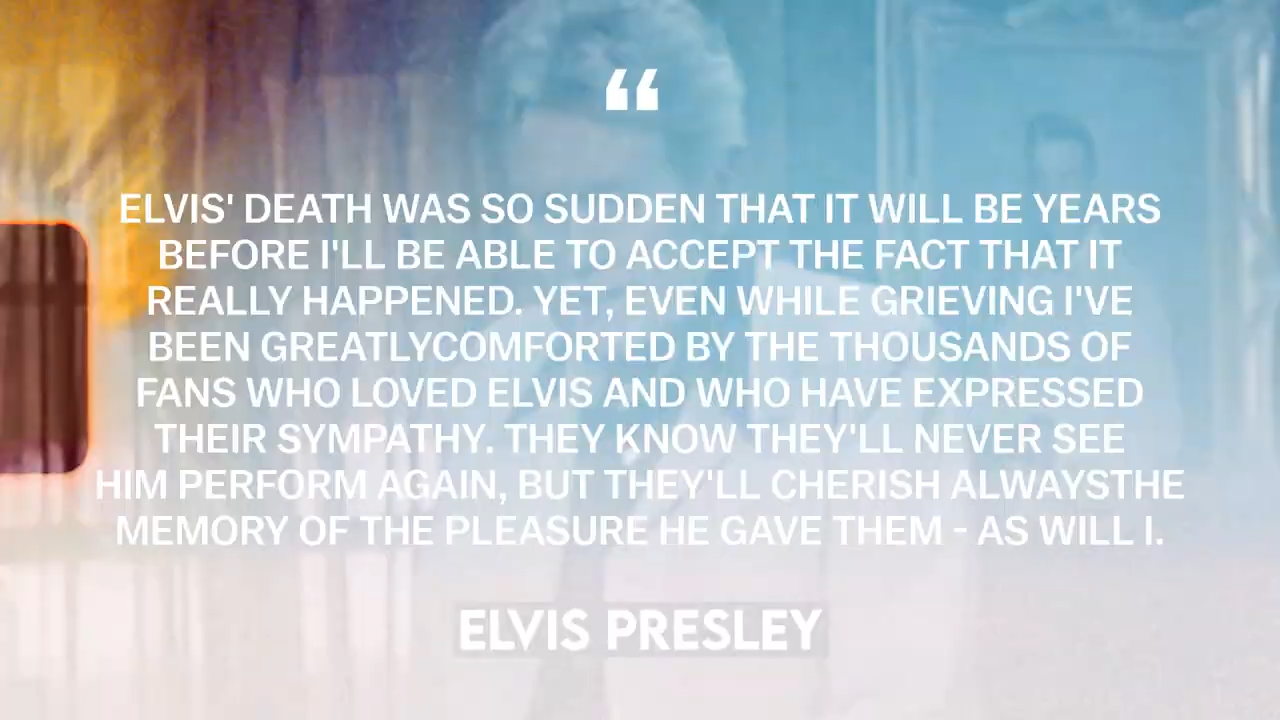 “
ELVIS' DEATH WAS SO SUDDEN THAT IT WILL BE YEARS
BEFORE I'LL BE ABLE TO ACCEPT THE FACT THAT IT
REALLY HAPPENED. YET, EVEN WHILE GRIEVING I'VE
BEEN GREATLYCOMFORTED BY THE THOUSANDS OF
FANS WHO LOVED ELVIS AND WHO HAVE EXPRESSED
THEIR SYMPATHY. THEY KNOW THEY'LL NEVER SEE
HIM PERFORM AGAIN, BUT THEY'LL CHERISH ALWAYSTHE
MEMORY OF THE PLEASURE HE GAVE THEM - AS WILL I.
ELVIS PRESLEY